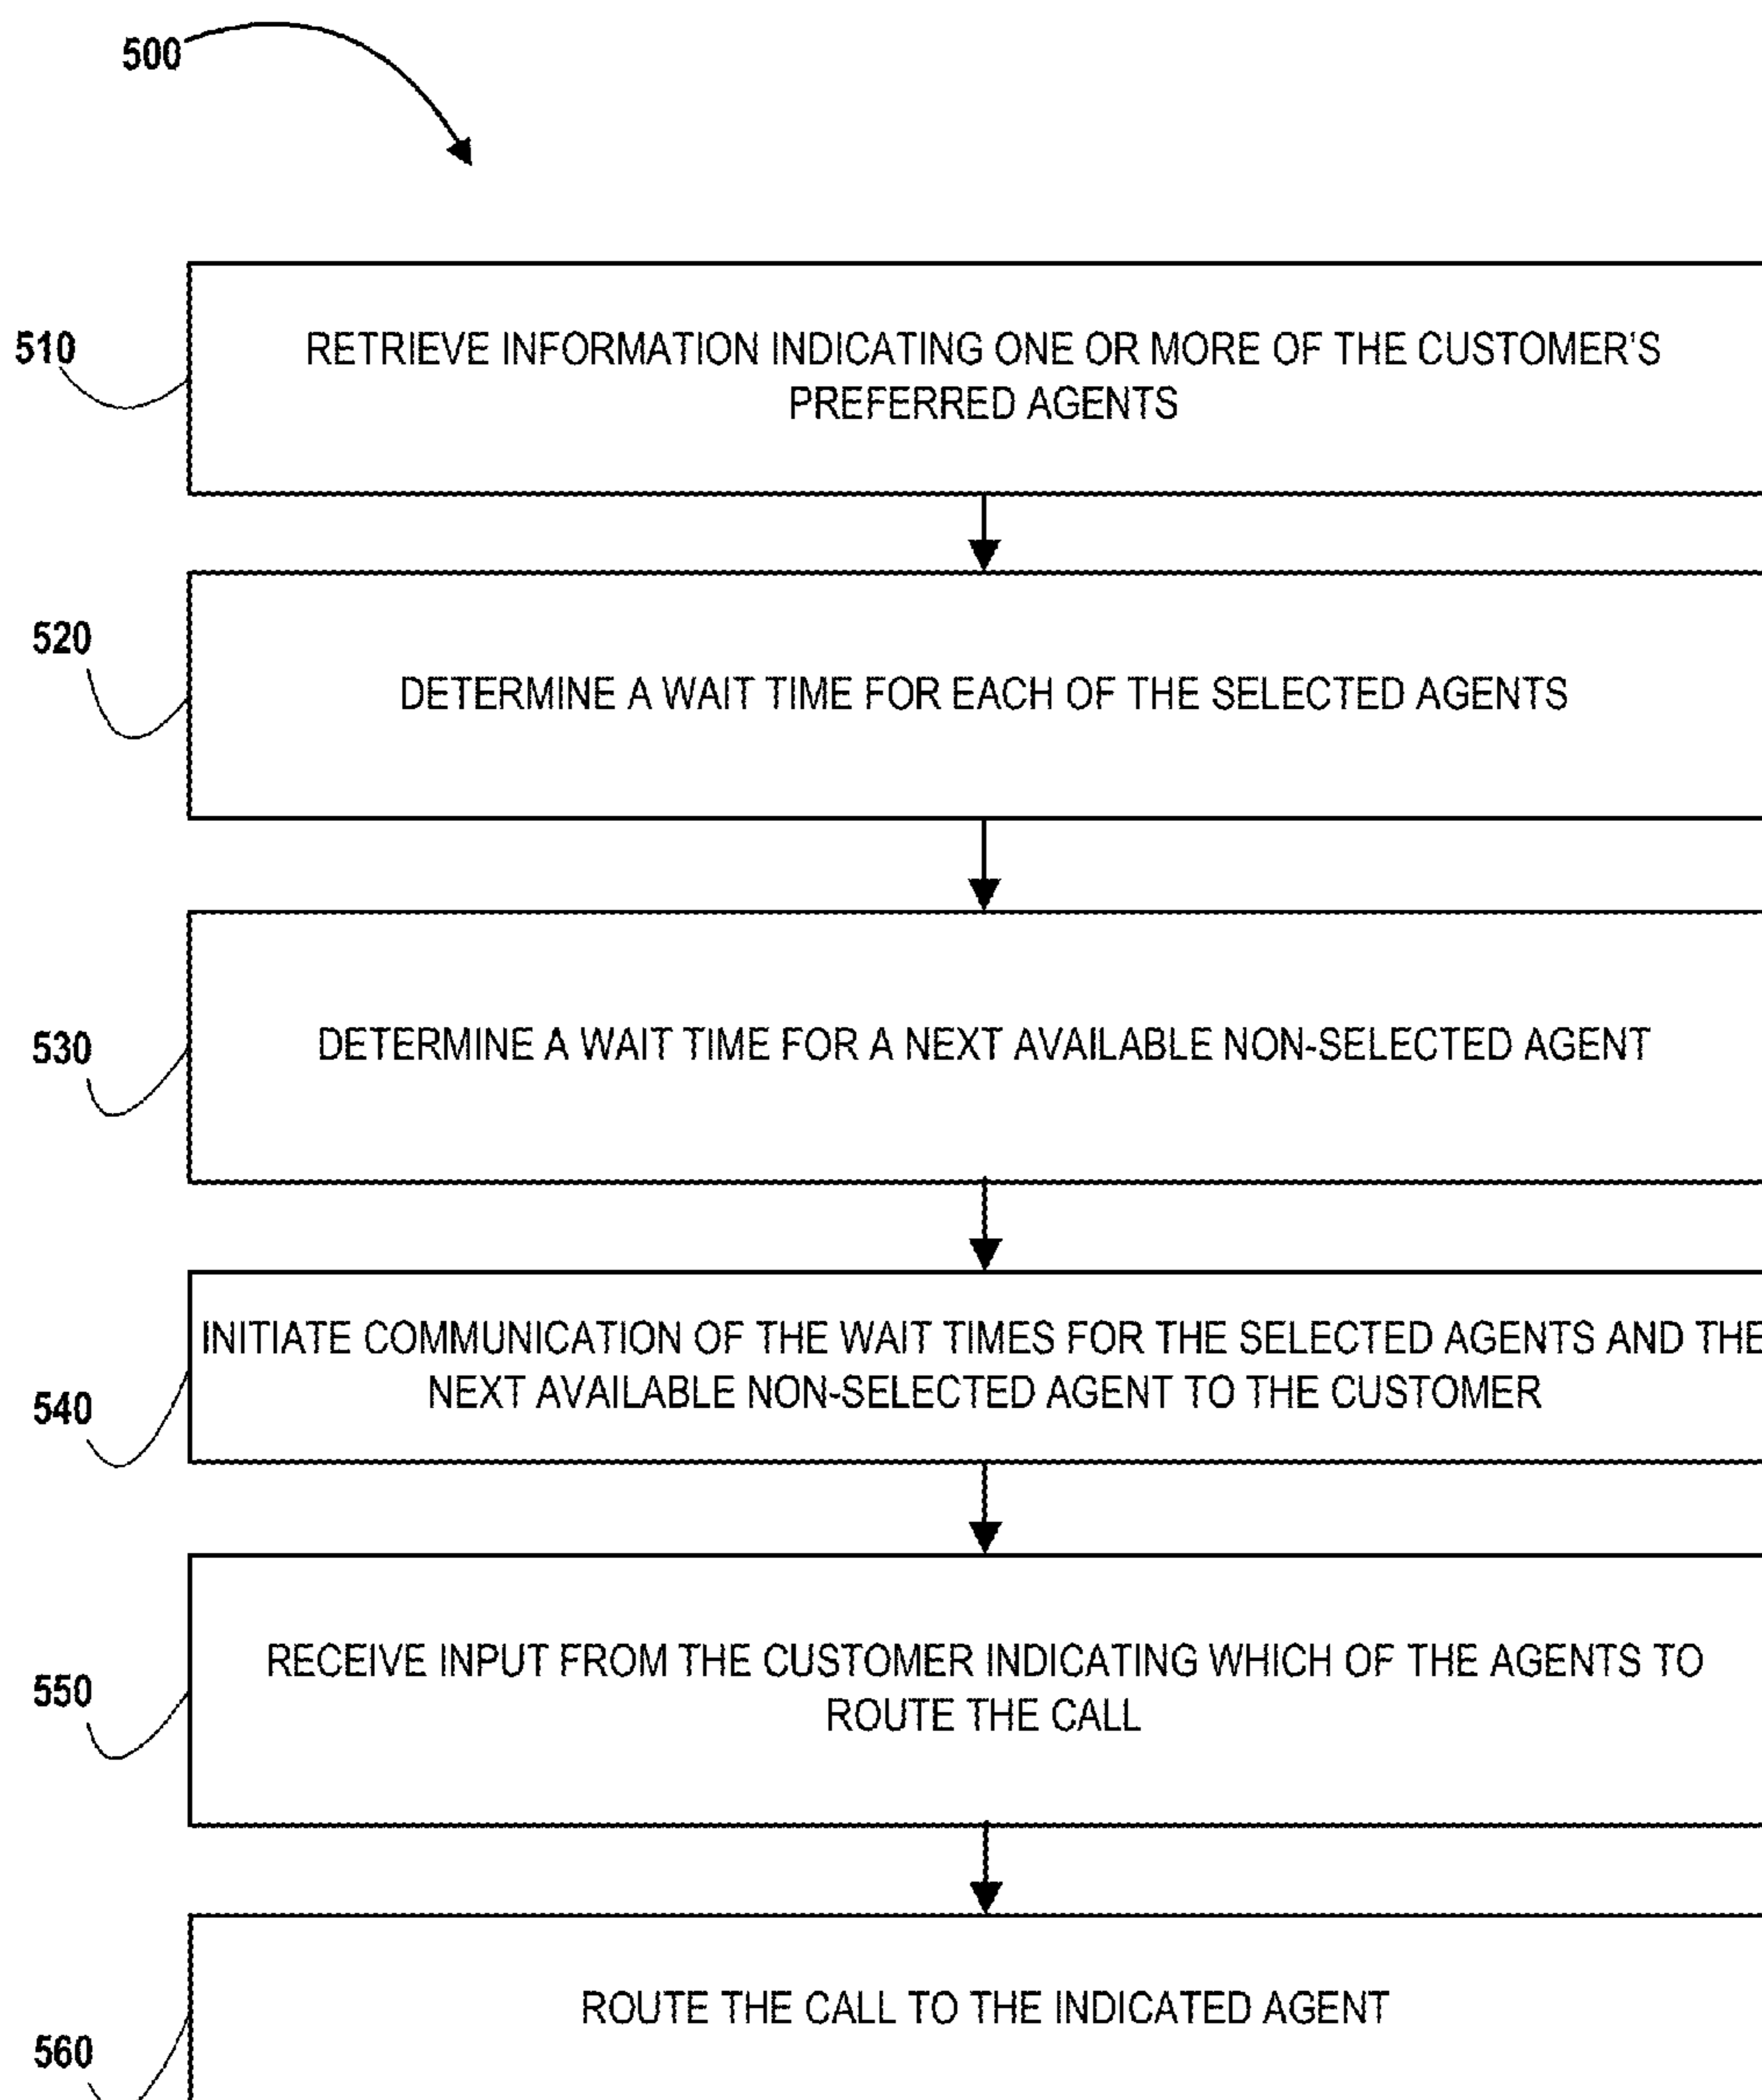 500
510
RETRIEVE INFORMATION INDICATING ONE OR MORE OF THE CUSTOMER'S
PREFERRED AGENTS
520
DETERMINE A WAIT TIME FOR EACH OF THE SELECTED AGENTS
530
DETERMINE A WAIT TIME FOR A NEXT AVAILABLE NON-SELECTED AGENT
540
INITIATE COMMUNICATION OF THE WAIT TIMES FOR THE SELECTED AGENTS AND THE
NEXT AVAILABLE NON-SELECTED AGENT TO THE CUSTOMER
550
RECEIVE INPUT FROM THE CUSTOMER INDICATING WHICH OF THE AGENTS TO
ROUTE THE CALL
560
ROUTE THE CALL TO THE INDICATED AGENT